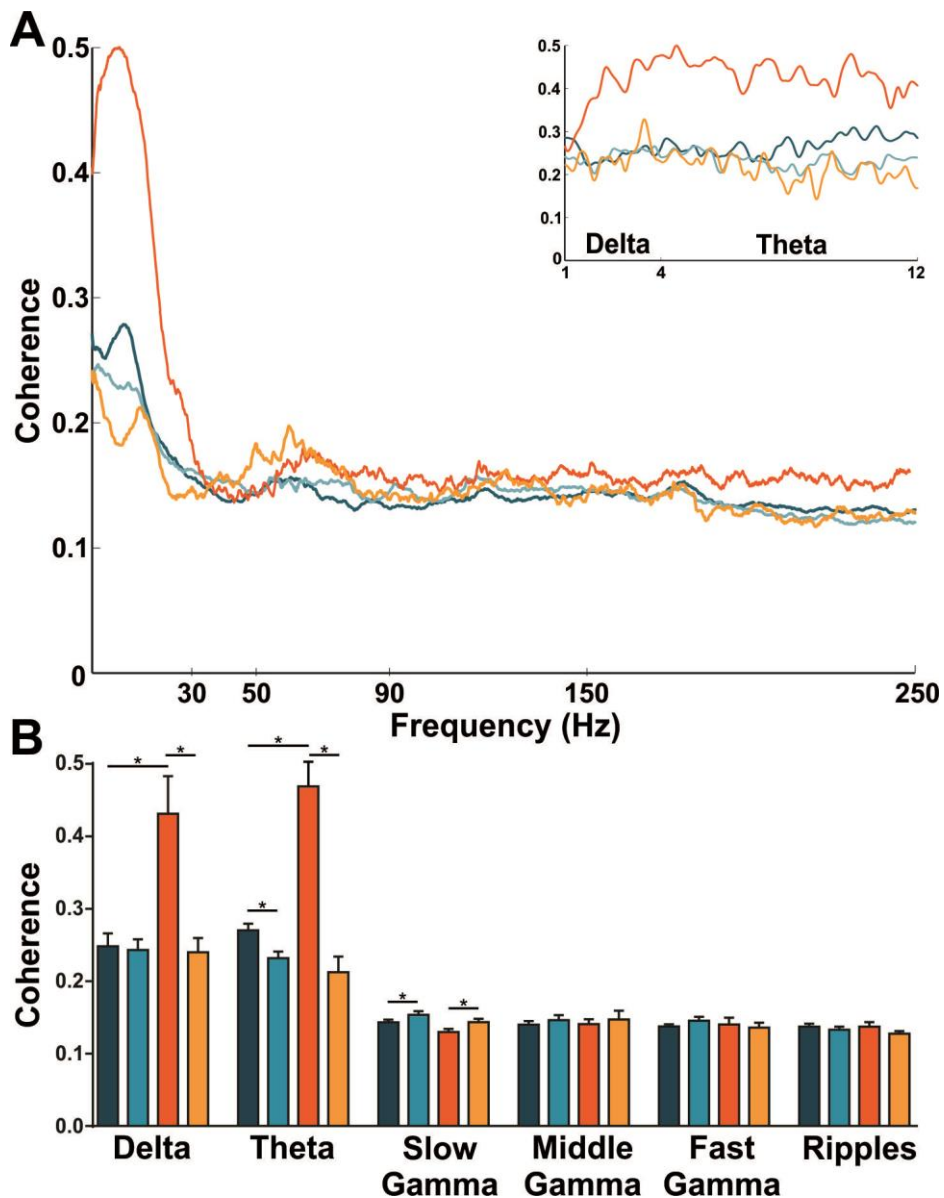 A
0.5
0.4
0.3
0.2
0.1
0
Coherence
30 50 90 150 250
Frequency (Hz)
0.5
0.4
0.3
0.2
0.1
0
Delta Theta
1 4 12
B
0.5
0.4
0.3
0.2
0.1
0.0
Coherence
* * * * * * *
Delta Theta Slow Gamma Middle Gamma Fast Gamma Ripples